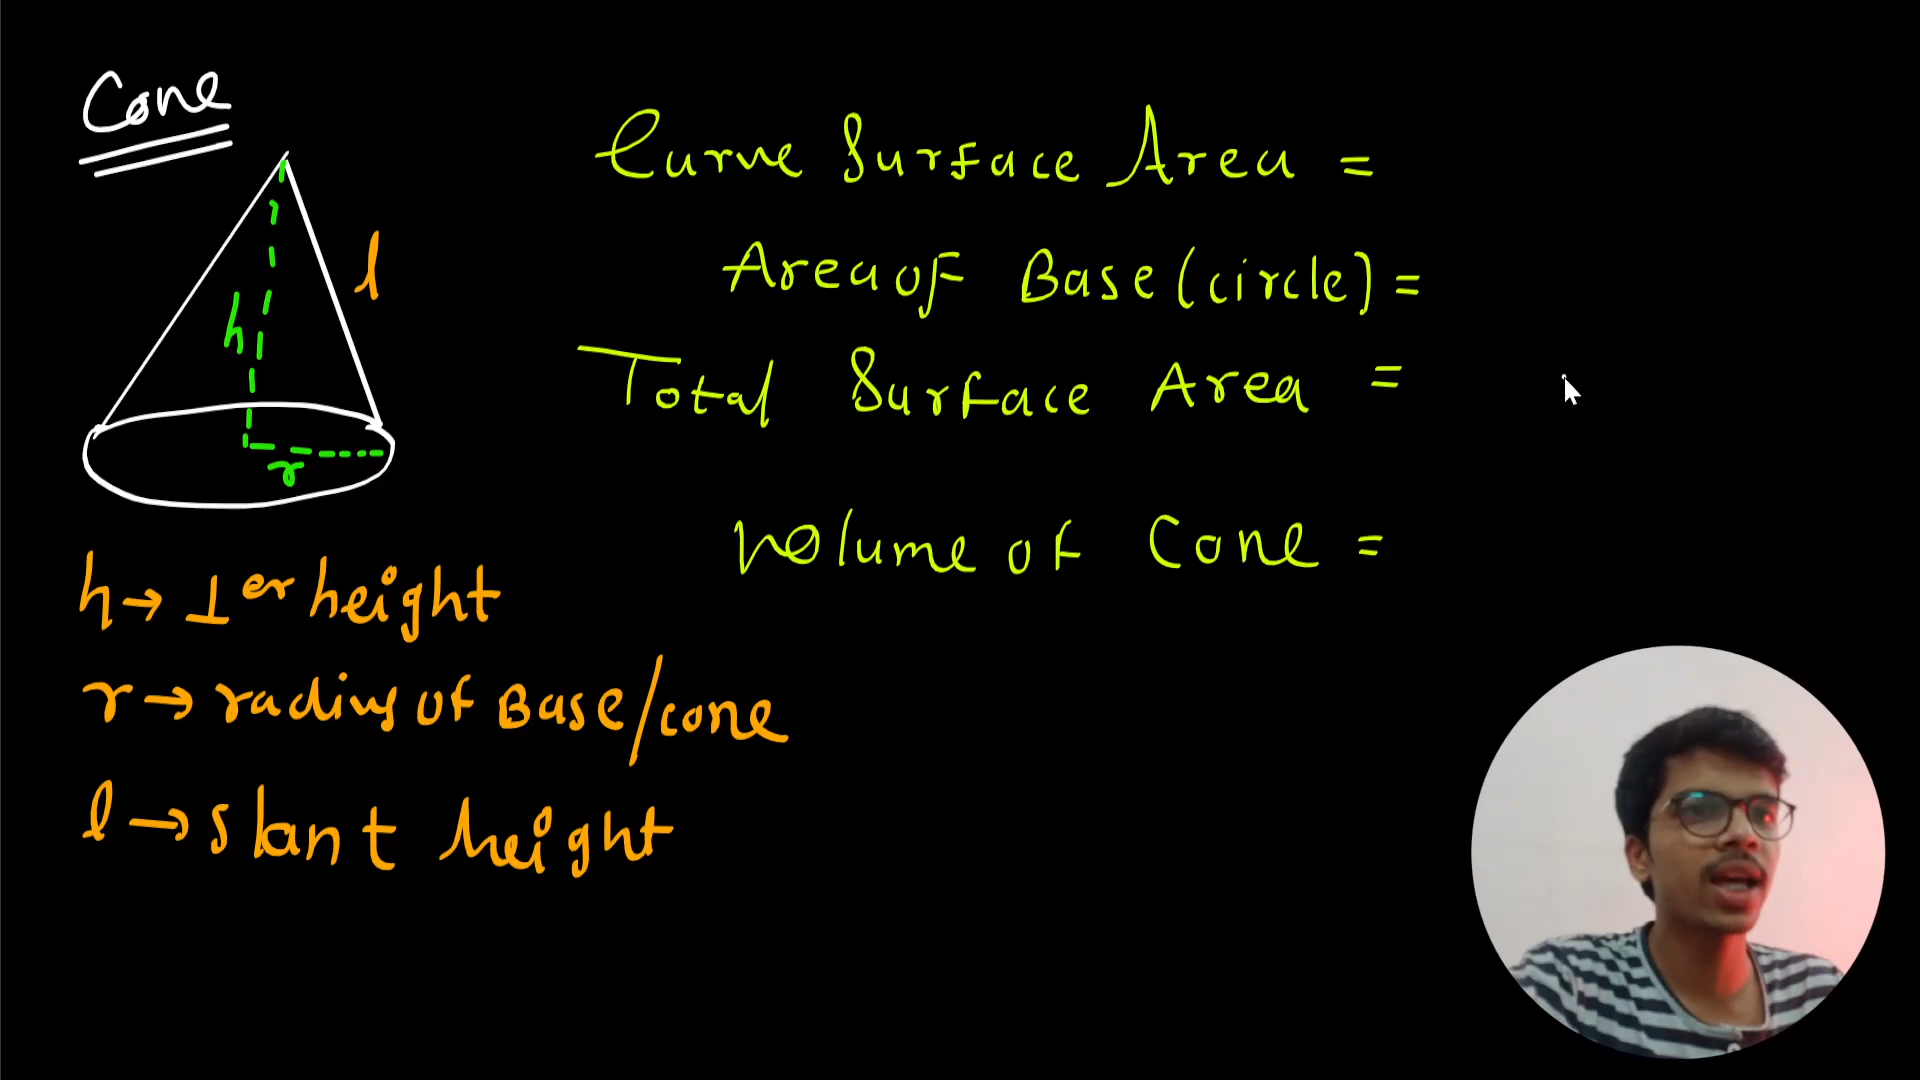 Cone
l
h
r
Curve Surface Area =
Area of Base (circle) =
Total Surface Area =
Volume of Cone =
h → ⊥er height
r → radius of Base/cone
l → slant height